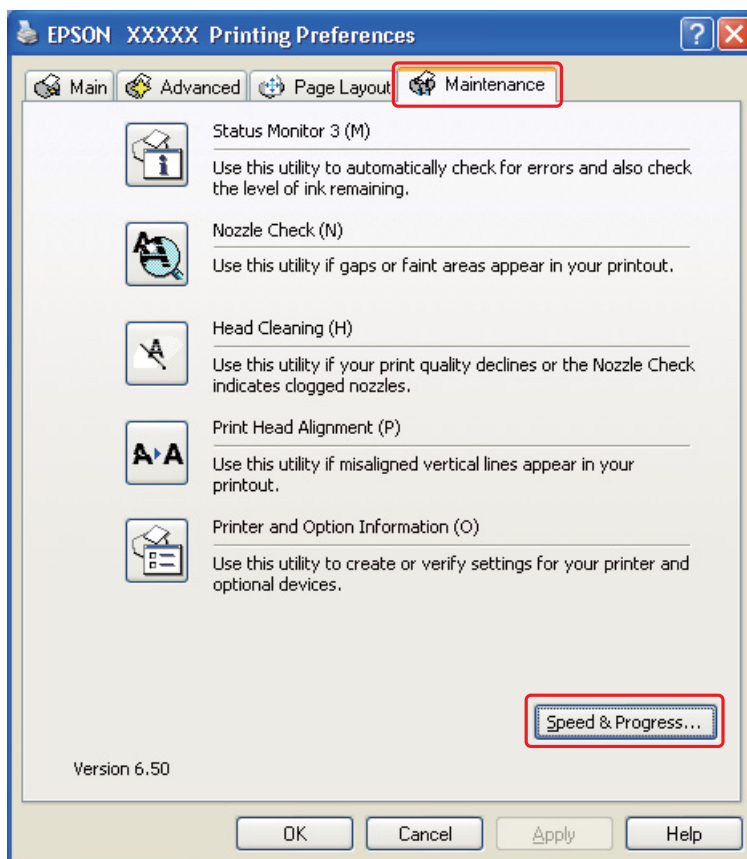 EPSON XXXXX Printing Preferences
Main Advanced Page Layout Maintenance
Status Monitor 3 (M)
Use this utility to automatically check for errors and also check
the level of ink remaining.
Nozzle Check (N)
Use this utility if gaps or faint areas appear in your printout.
Head Cleaning (H)
Use this utility if your print quality declines or the Nozzle Check
indicates clogged nozzles.
Print Head Alignment (P)
Use this utility if misaligned vertical lines appear in your
printout.
Printer and Option Information (O)
Use this utility to create or verify settings for your printer and
optional devices.
Speed & Progress...
Version 6.50
OK Cancel Apply Help